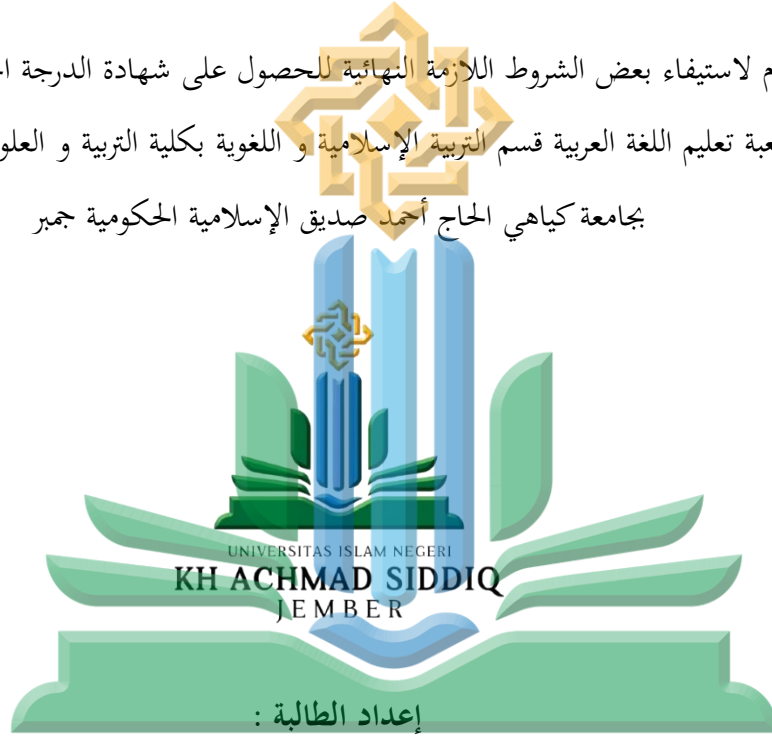 لاستيفاء بعض الشروط اللازمة النهائية للحصول على شهادة الدرجة
تعليم اللغة العربية قسم التربية الإسلامية و اللغوية بكلية التربية و
بجامعة كياهي الحاج أحمد صديق الإسلامية الحكومية جمبر
UNIVERSITAS ISLAM NEGERI
KH ACHMAD SIDDIQ
JEMBER
إعداد الطالبة :